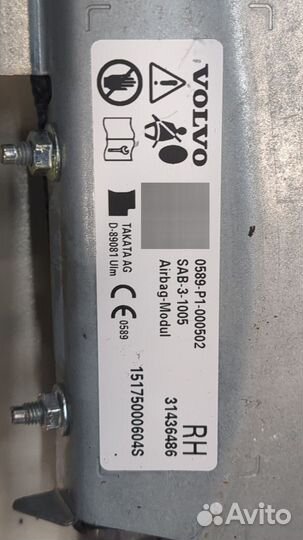 VOLVO
0589-P1-000502
SAB-3-1005
Airbag-Modul
TAKATA AG
D-89081 Ulm
CE 0589
RH
31436486
15175000604S
Avito